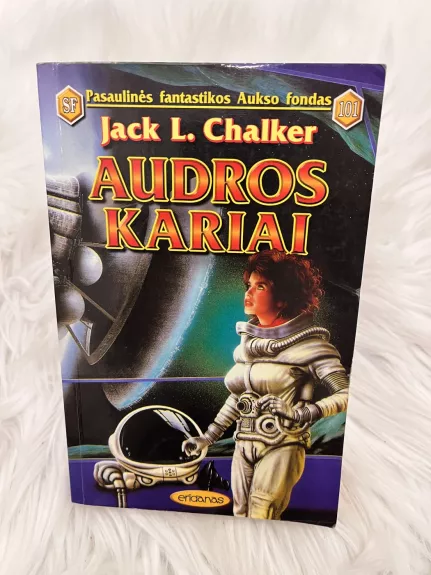 SF Pasaulinės fantastikos Aukso fondas 101
Jack L. Chalker
AUDROS
KARIAI
eridanas